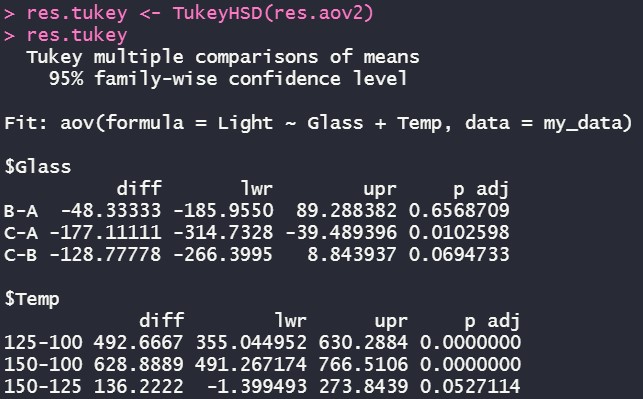 > res.tukey <- TukeyHSD(res.aov2)
> res.tukey
Tukey multiple comparisons of means
95% family-wise confidence level
Fit: aov(formula = Light ~ Glass + Temp, data = my_data)
$Glass
diff lwr upr p adj
B-A -48.33333 -185.9550 89.288382 0.6568709
C-A -177.11111 -314.7328 -39.489396 0.0102598
C-B -128.77778 -266.3995 8.843937 0.0694733
$Temp
diff lwr upr p adj
125-100 492.6667 355.044952 630.2884 0.0000000
150-100 628.8889 491.267174 766.5106 0.0000000
150-125 136.2222 -1.399493 273.8439 0.0527114